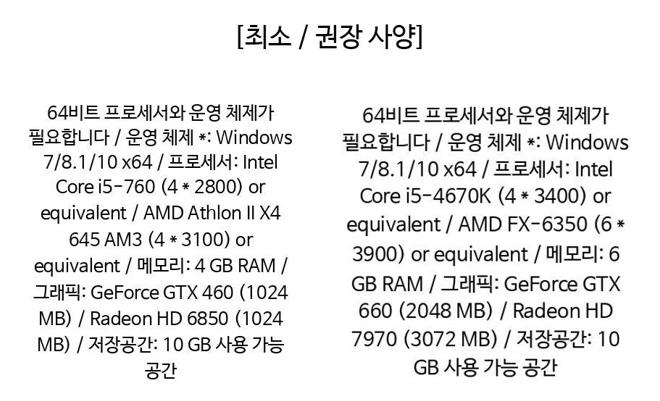 [최소 / 권장 사양]
64비트 프로세서와 운영 체제가
필요합니다 / 운영 체제 *: Windows
7/8.1/10 x64 / 프로세서: Intel
Core i5-760 (4 * 2800) or
equivalent / AMD Athlon II X4
645 AM3 (4 * 3100) or
equivalent / 메모리: 4 GB RAM /
그래픽: GeForce GTX 460 (1024
MB) / Radeon HD 6850 (1024
MB) / 저장공간: 10 GB 사용 가능
공간
64비트 프로세서와 운영 체제가
필요합니다 / 운영 체제 *: Windows
7/8.1/10 x64 / 프로세서: Intel
Core i5-4670K (4 * 3400) or
equivalent / AMD FX-6350 (6 *
3900) or equivalent / 메모리: 6
GB RAM / 그래픽: GeForce GTX
660 (2048 MB) / Radeon HD
7970 (3072 MB) / 저장공간: 10
GB 사용 가능 공간